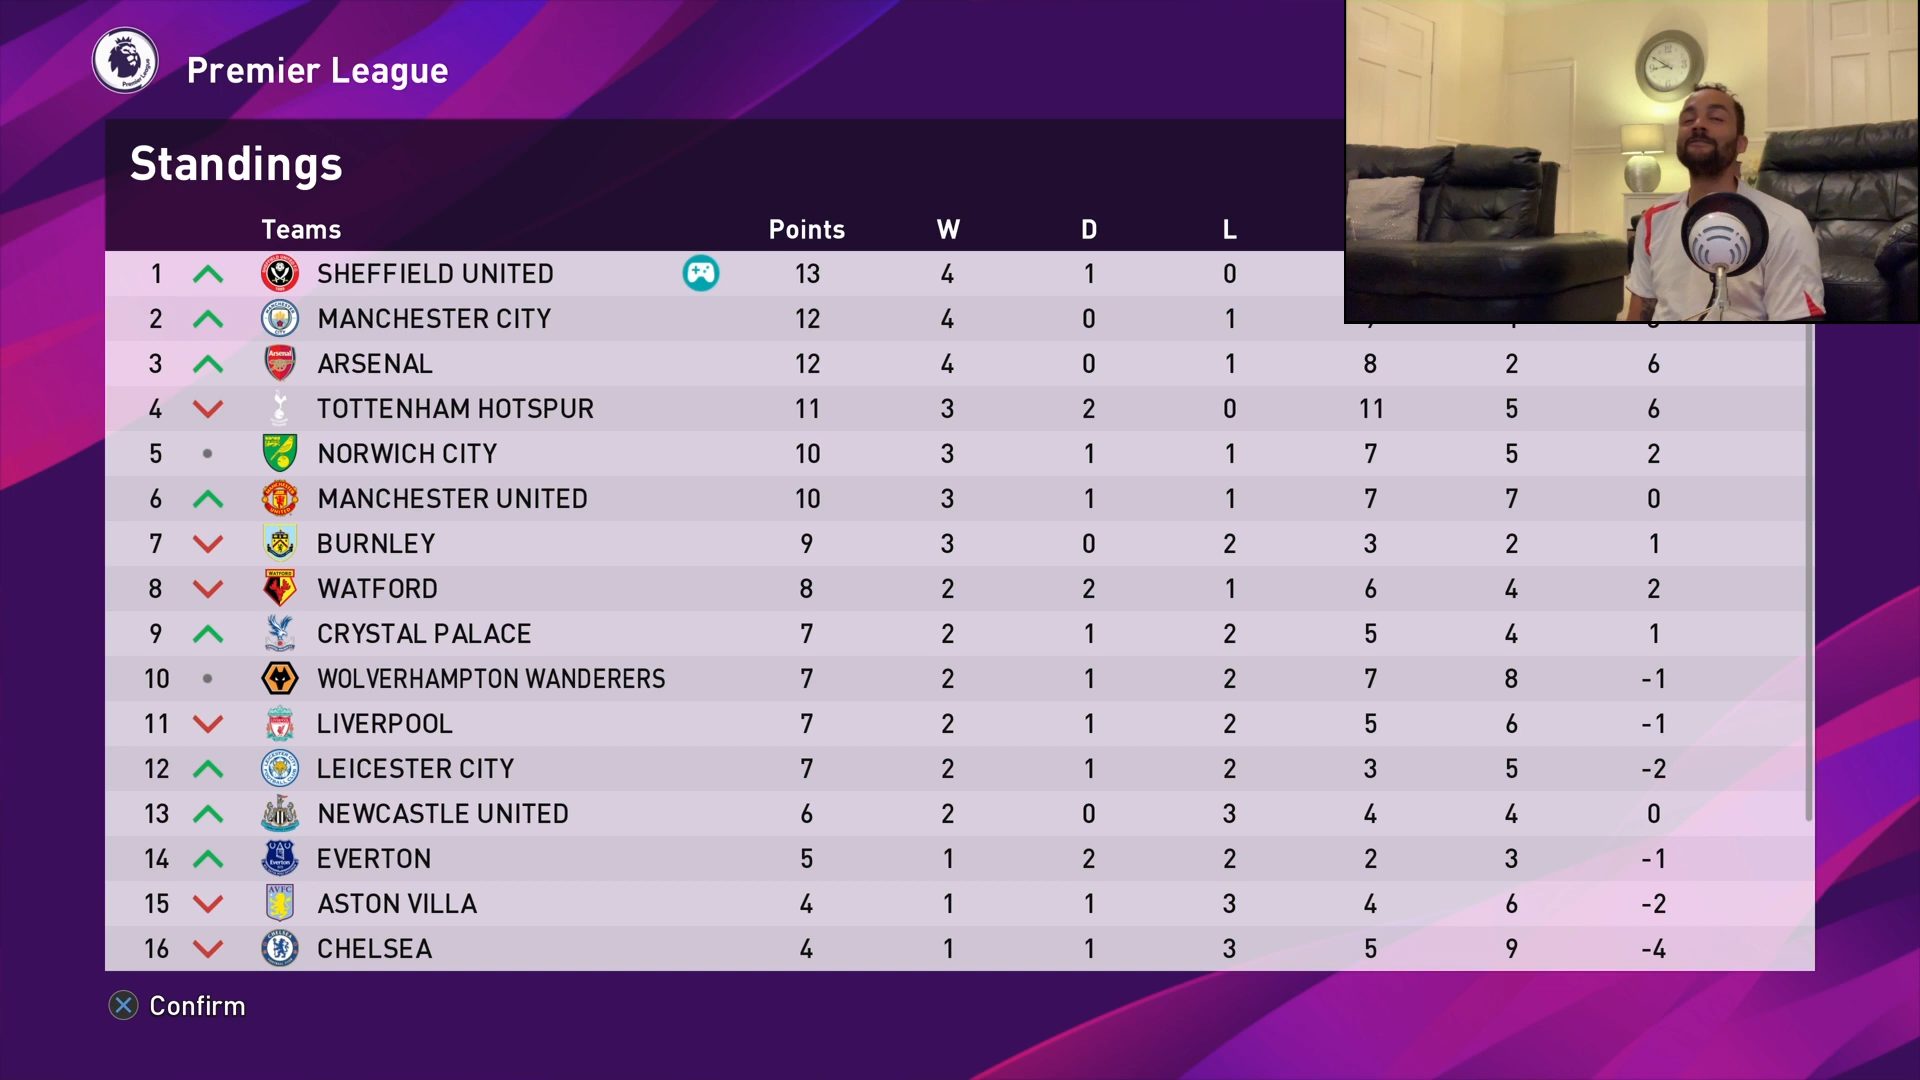 Premier League
Standings
Teams Points W D L
1 SHEFFIELD UNITED 13 4 1 0
2 MANCHESTER CITY 12 4 0 1
3 ARSENAL 12 4 0 1 8 2 6
4 TOTTENHAM HOTSPUR 11 3 2 0 11 5 6
5 NORWICH CITY 10 3 1 1 7 5 2
6 MANCHESTER UNITED 10 3 1 1 7 7 0
7 BURNLEY 9 3 0 2 3 2 1
8 WATFORD 8 2 2 1 6 4 2
9 CRYSTAL PALACE 7 2 1 2 5 4 1
10 WOLVERHAMPTON WANDERERS 7 2 1 2 7 8 -1
11 LIVERPOOL 7 2 1 2 5 6 -1
12 LEICESTER CITY 7 2 1 2 3 5 -2
13 NEWCASTLE UNITED 6 2 0 3 4 4 0
14 EVERTON 5 1 2 2 2 3 -1
15 ASTON VILLA 4 1 1 3 4 6 -2
16 CHELSEA 4 1 1 3 5 9 -4
Confirm